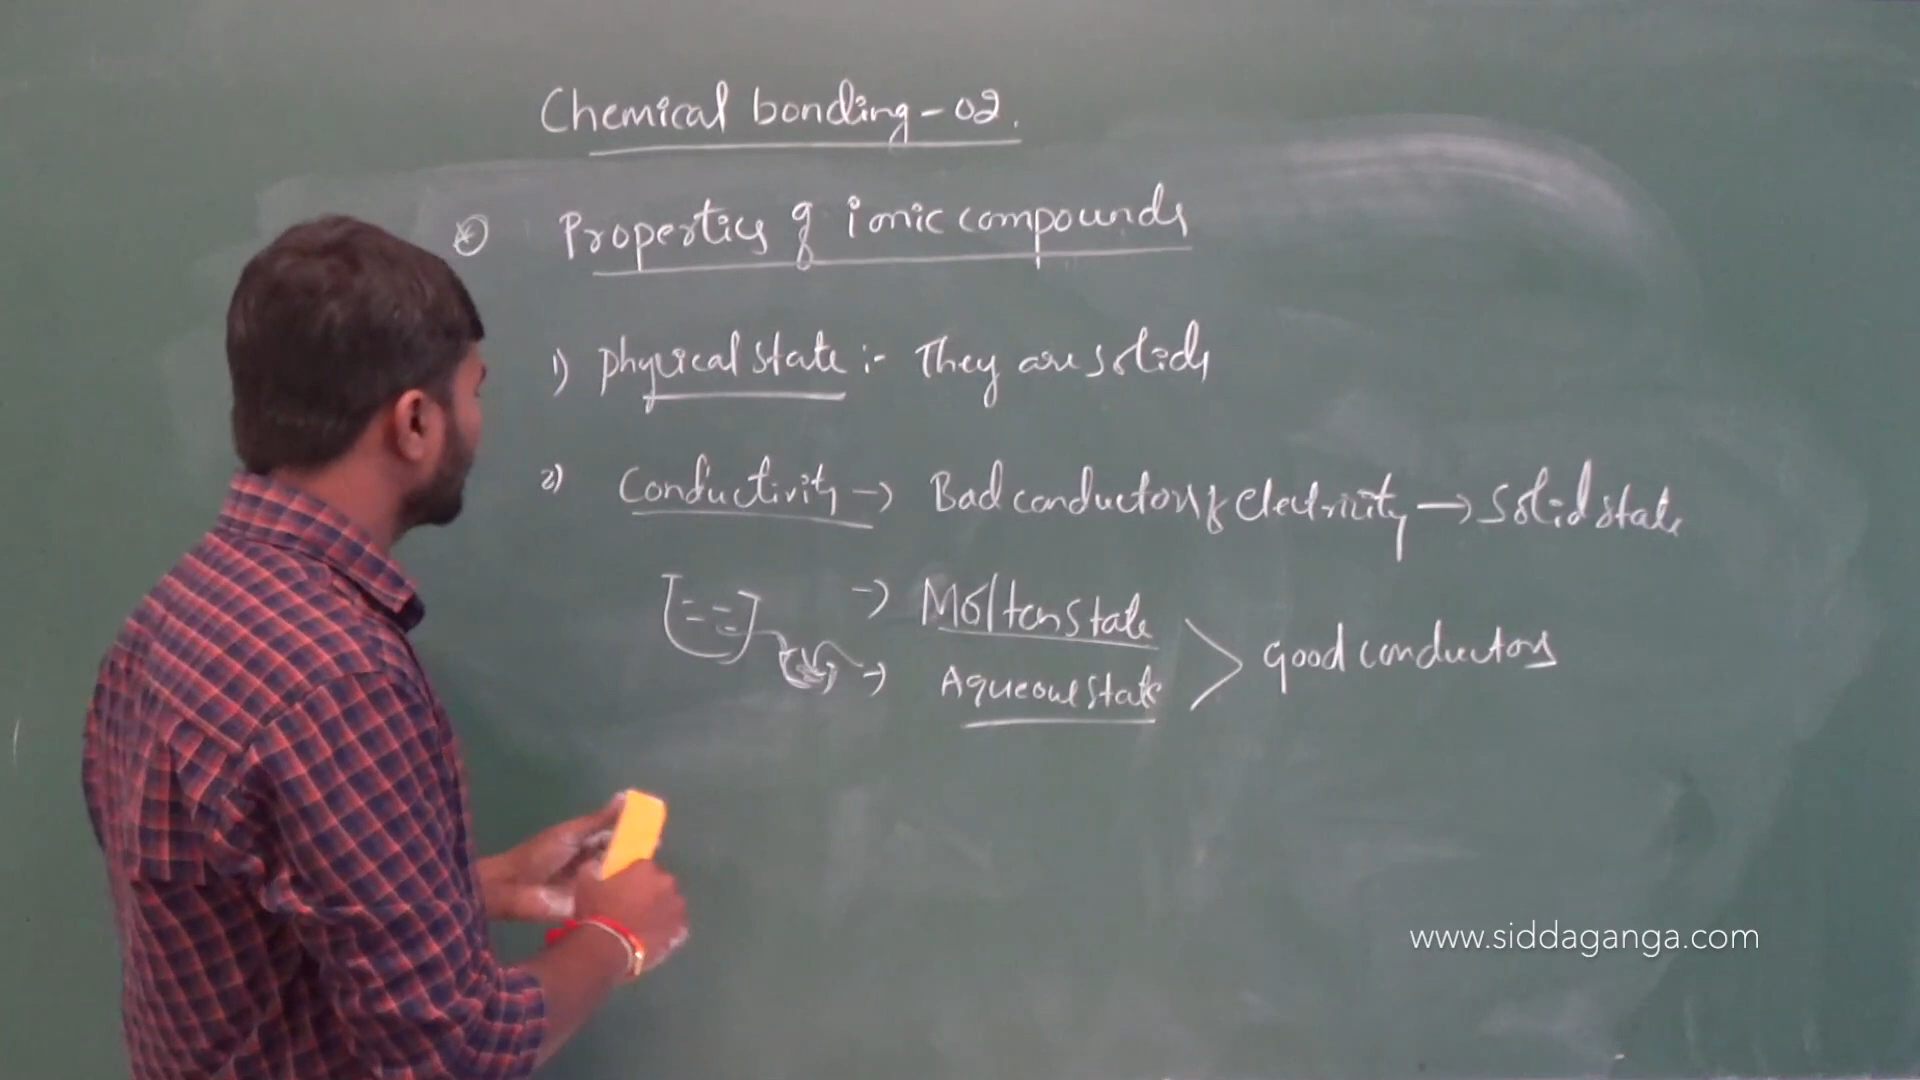 Chemical bonding - 02.
Properties of ionic compounds
1) physical state :- They are solids
2) Conductivity → Bad conductors of Electricity → solid state
→ Molten state
good conductors
→ Aqueous state
www.siddaganga.com